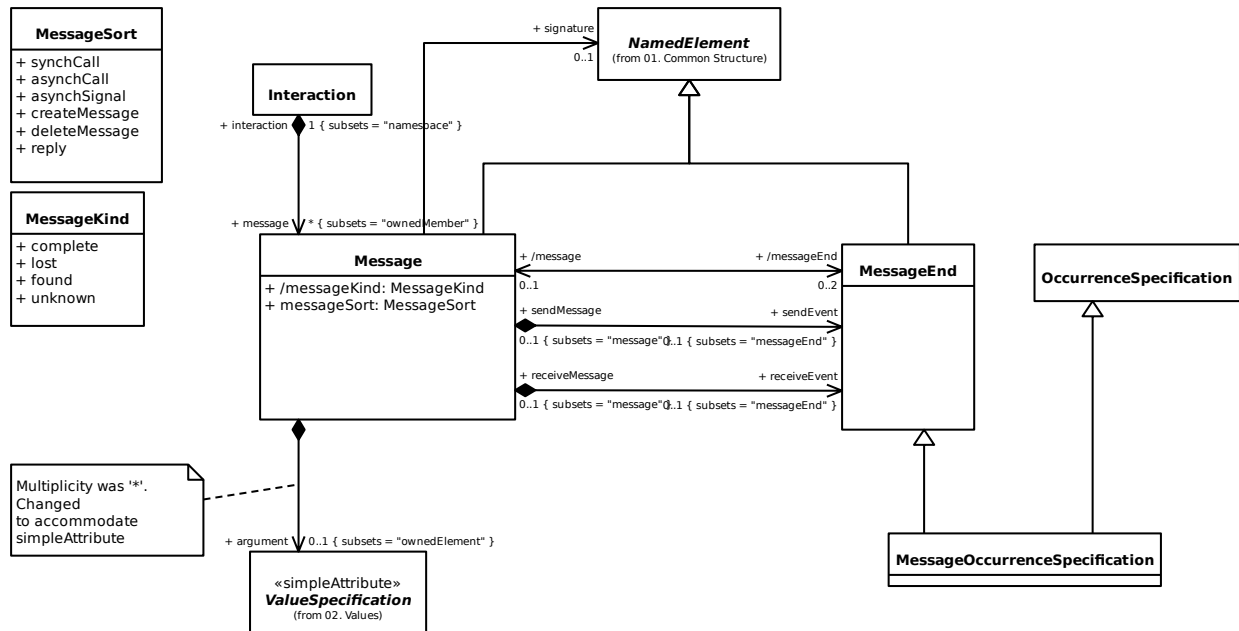 MessageSort
+ synchCall
+ asynchCall
+ asynchSignal
+ createMessage
+ deleteMessage
+ reply
MessageKind
+ complete
+ lost
+ found
+ unknown
Interaction
+ interaction
1 { subsets = "namespace" }
+ signature
0..1
NamedElement
(from 01. Common Structure)
+ message
* { subsets = "ownedMember" }
Message
+ /messageKind: MessageKind
+ messageSort: MessageSort
+ /message
+ /messageEnd
0..1
0..2
+ sendMessage
+ sendEvent
0..1 { subsets = "message" }
0..1 { subsets = "messageEnd" }
+ receiveMessage
+ receiveEvent
0..1 { subsets = "message" }
0..1 { subsets = "messageEnd" }
MessageEnd
OccurrenceSpecification
MessageOccurrenceSpecification
Multiplicity was '*'.
Changed
to accommodate
simpleAttribute
+ argument
0..1 { subsets = "ownedElement" }
«simpleAttribute»
ValueSpecification
(from 02. Values)